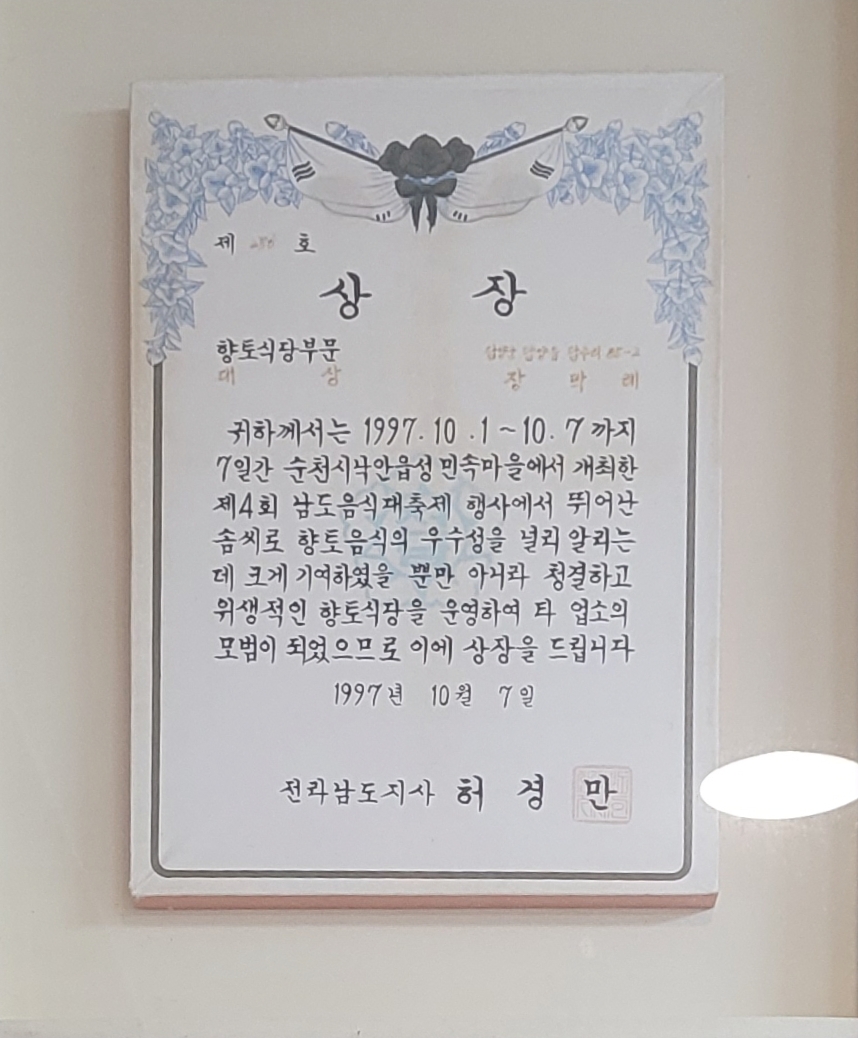 제 호
상 장
향토식당부문
대 상
장 막 례
귀하께서는 1997. 10 .1 ~ 10. 7 까지
7일간 순천시낙안읍성 민속마을에서 개최한
제4회 남도음식대축제 행사에서 뛰어난
솜씨로 향토음식의 우수성을 널리 알리는
데 크게 기여하였을 뿐만 아니라 청결하고
위생적인 향토식당을 운영하여 타 업소의
모범이 되었으므로 이에 상장을 드립니다
1997년 10월 7일
전라남도지사 허 경 만